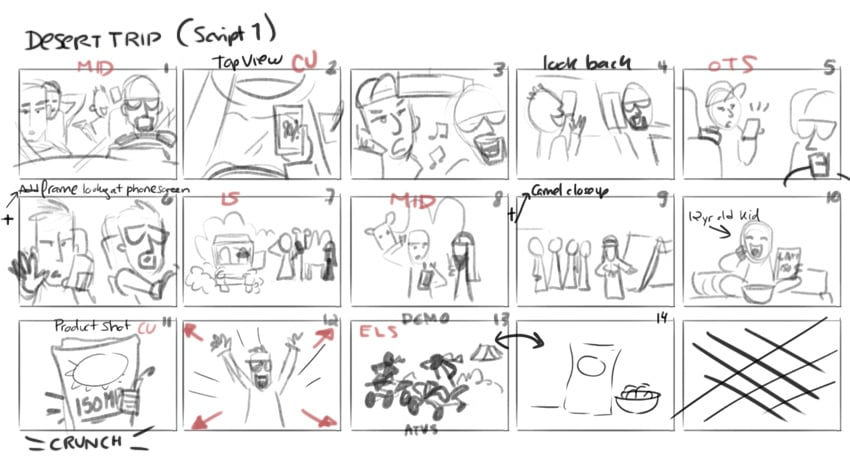 DESERT TRIP (Script 1)
MID 1
Top View CU 2
3
look back 4
OTS 5
+ Add frame looking at phone screen 6
LS 7
MID 8
+ Camel close up 9
10
12yr old kid
Product shot CU 11
150 M
CRUNCH
12
DEMO 13
ELS
ATVs
14